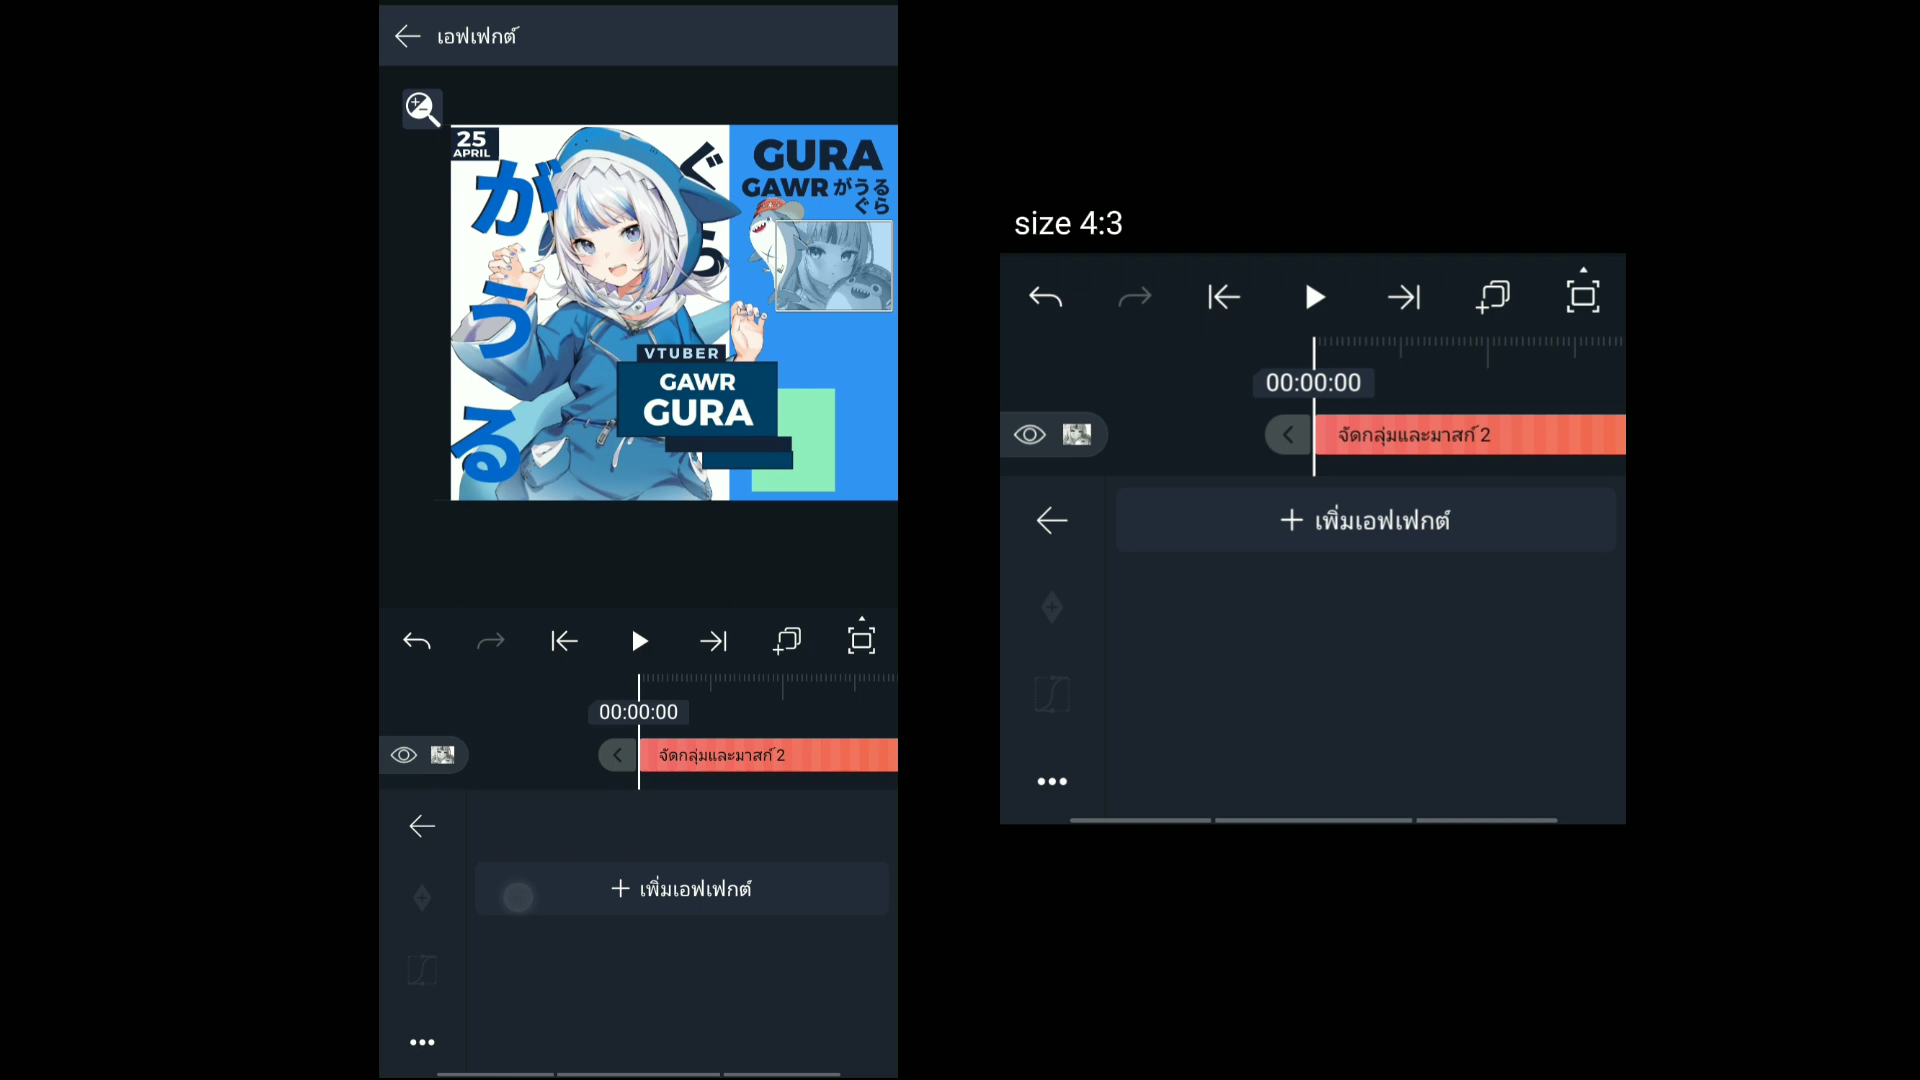 เอฟเฟกต์
25
APRIL
がうる
ぐら
GURA
GAWR がうる
ぐら
VTUBER
GAWR
GURA
00:00:00
จัดกลุ่มและมาสก์ 2
+ เพิ่มเอฟเฟกต์
size 4:3
00:00:00
จัดกลุ่มและมาสก์ 2
+ เพิ่มเอฟเฟกต์